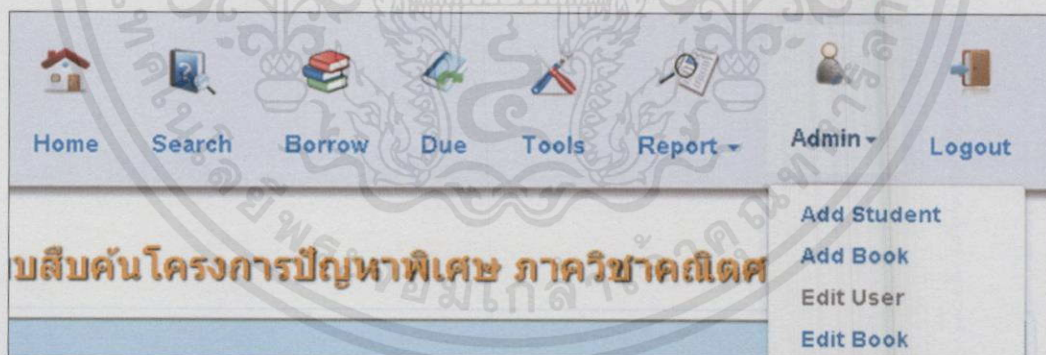 Home Search Borrow Due Tools Report Admin Logout
Add Student
บสืบค้นโครงการปัญหาพิเศษ ภาควิชาคณิตศ
Add Book
Edit User
Edit Book